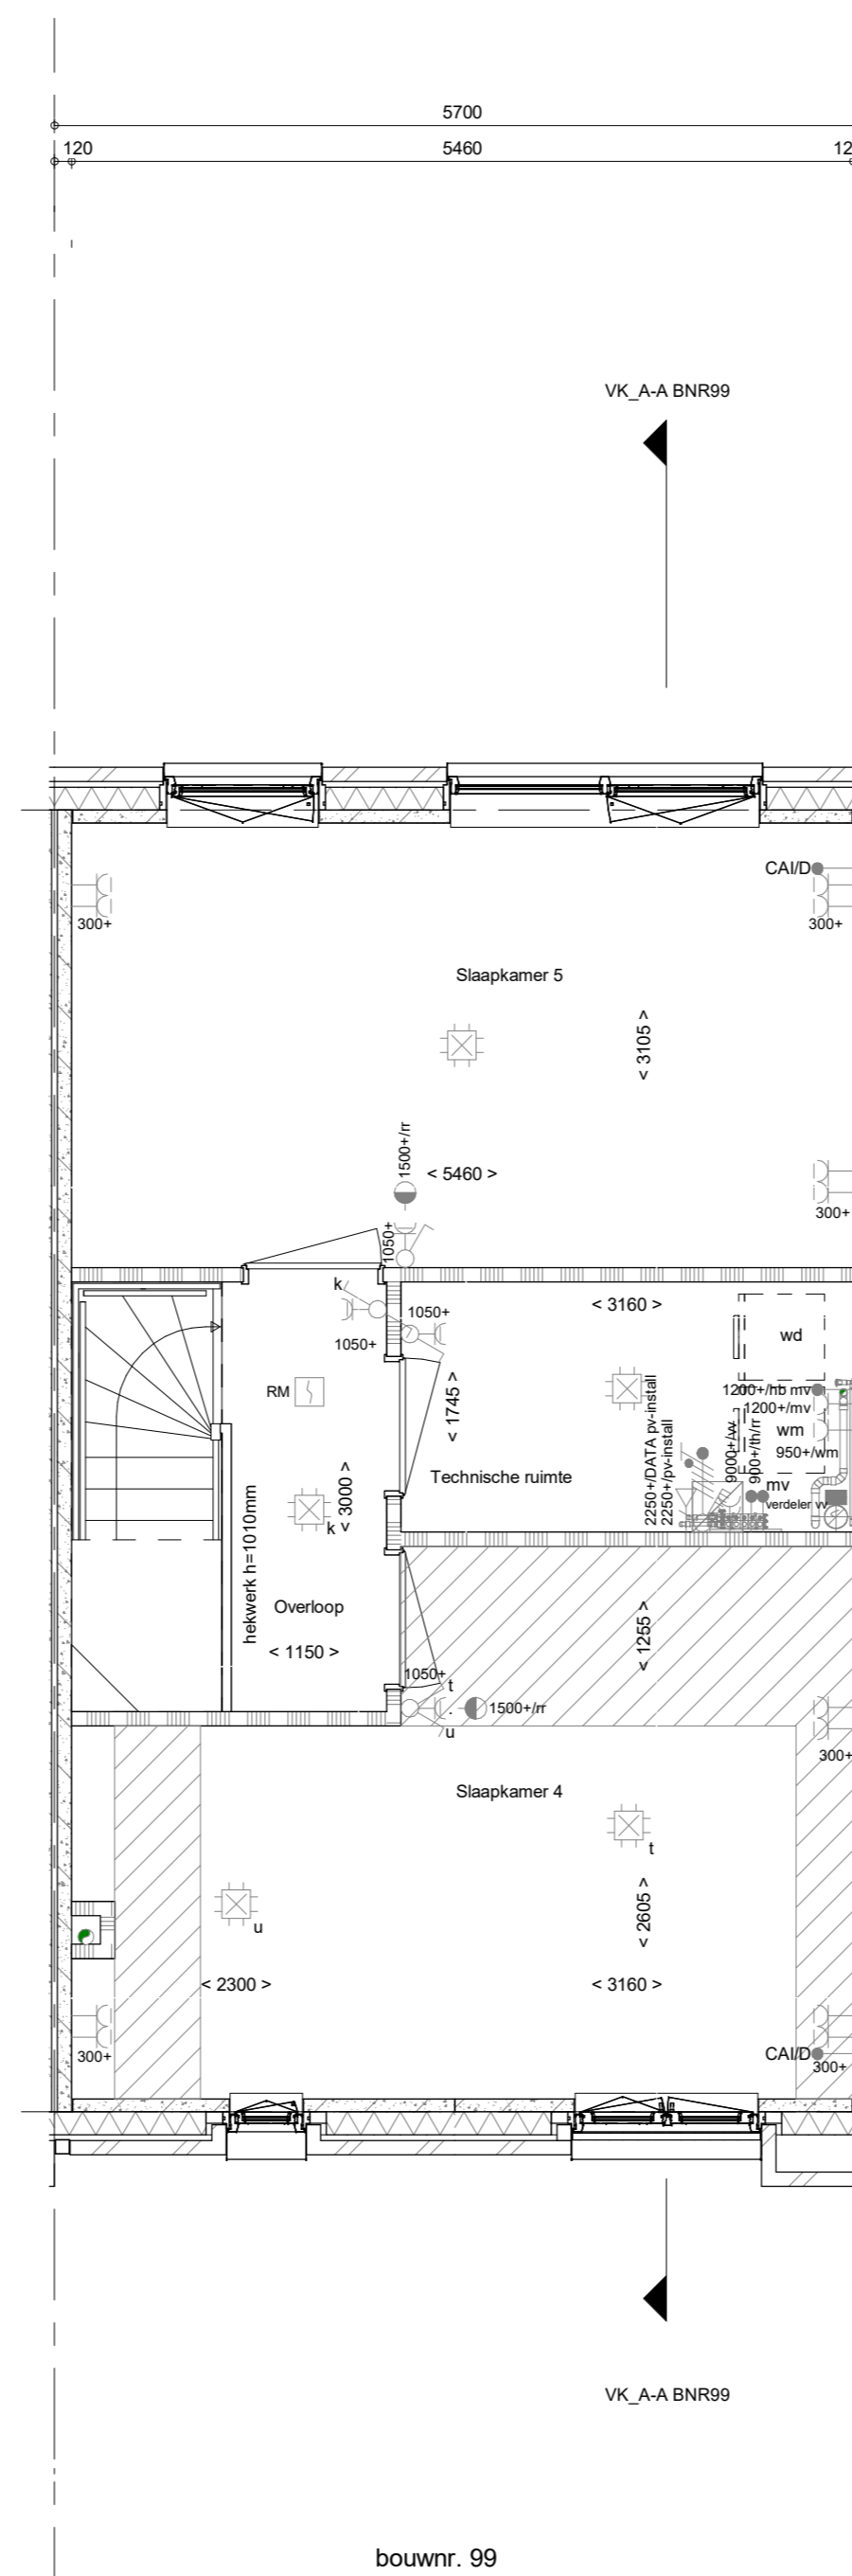 5700
120
5460
12
VK_A-A BNR99
CAI/D
300+
300+
Slaapkamer 5
< 3105 >
1500+/rr
< 5460 >
1050+
300+
k
< 3160 >
1050+
1050+
wd
RM
< 1745 >
2250+/DATA pv-install
2250+/pv-install
1200+/hb mv
1200+/mv
wm
950+/wm
9000+/vv
900+/th/rr
Technische ruimte
mv
verdeler vv
< 3000 >
k
hekwerk h=1010mm
Overloop
< 1150 >
< 1255 >
1050+
t
.
u
1500+/rr
300+
Slaapkamer 4
t
< 2605 >
u
< 2300 >
< 3160 >
300+
CAI/D
300+
VK_A-A BNR99
bouwnr. 99